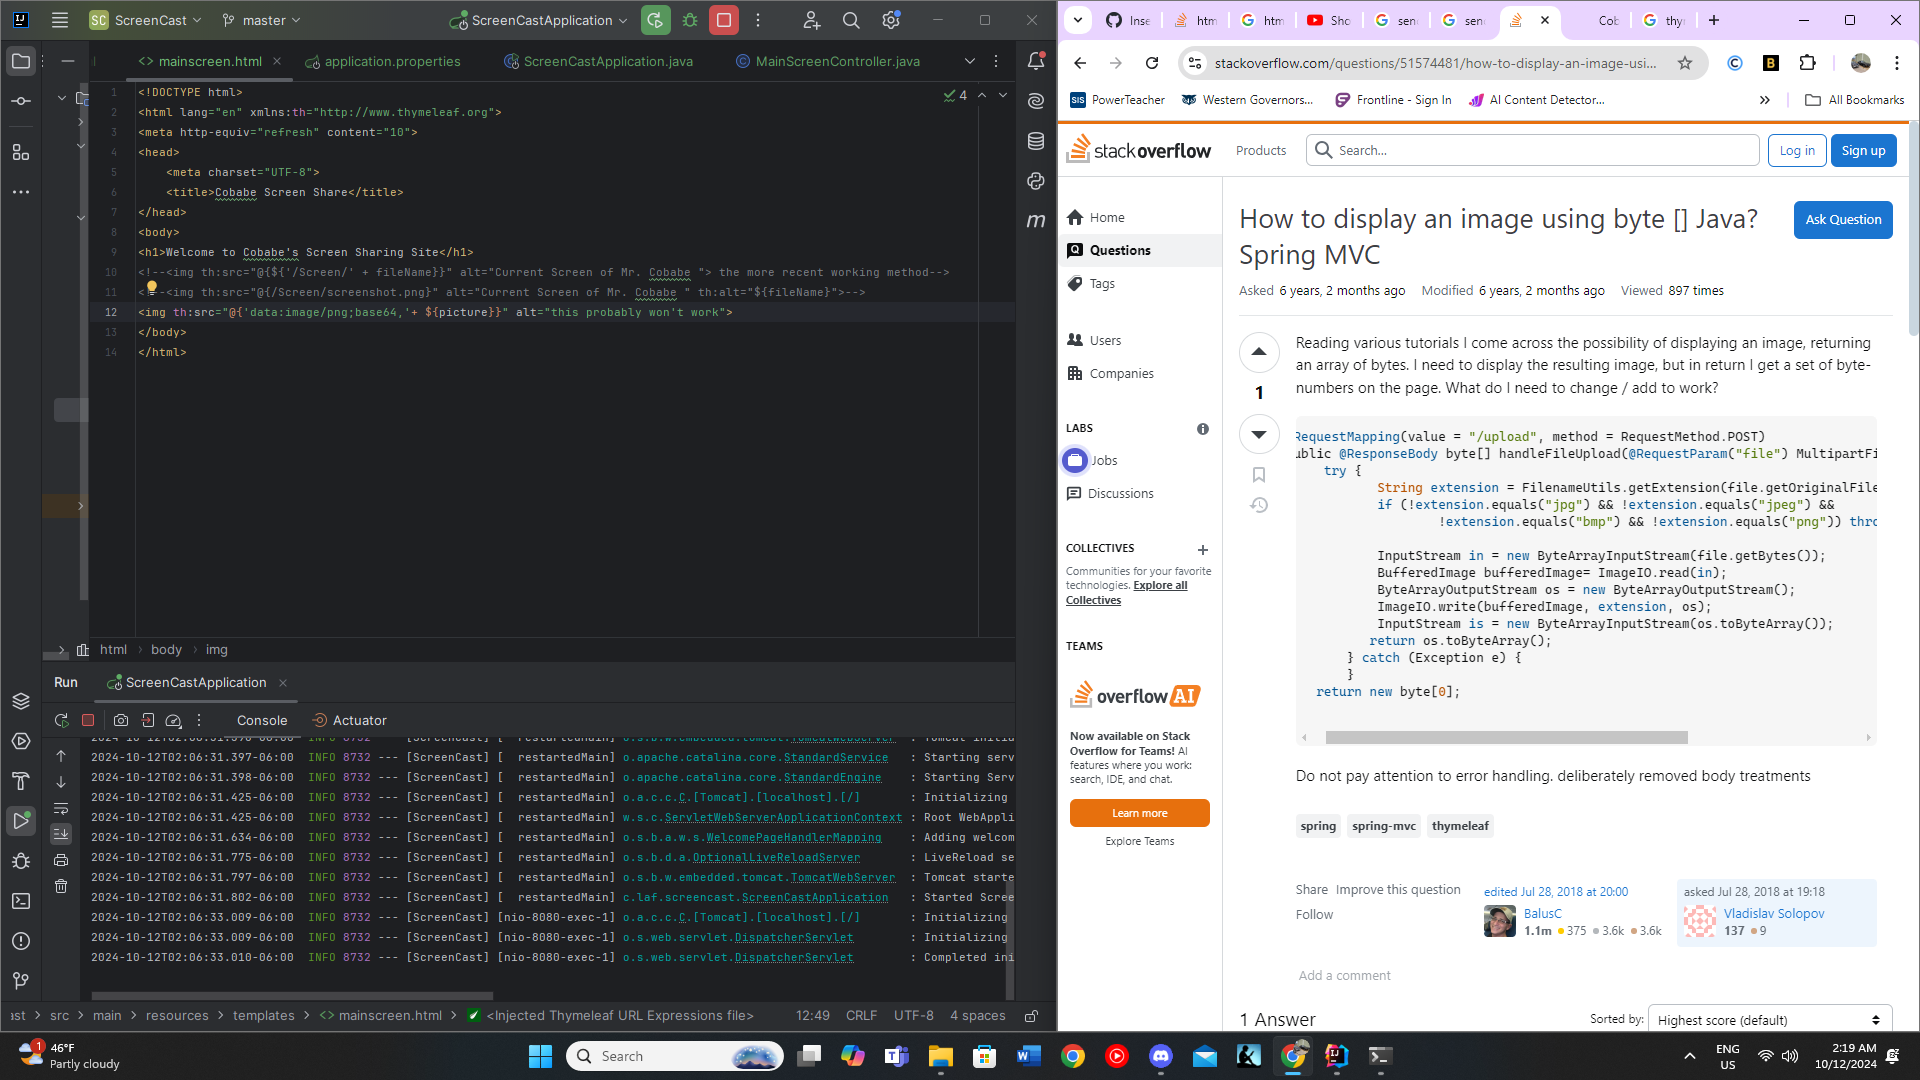 SC ScreenCast master ScreenCastApplication
mainscreen.html application.properties ScreenCastApplication.java MainScreenController.java
4
1 <!DOCTYPE html>
2 <html lang="en" xmlns:th="http://www.thymeleaf.org">
3 <meta http-equiv="refresh" content="10">
4 <head>
5 <meta charset="UTF-8">
6 <title>Cobabe Screen Share</title>
7 </head>
8 <body>
9 <h1>Welcome to Cobabe's Screen Sharing Site</h1>
10 <!--<img th:src="@{${'/Screen/' + fileName}}" alt="Current Screen of Mr. Cobabe "> the more recent working method-->
11 <!--<img th:src="@{/Screen/screenshot.png}" alt="Current Screen of Mr. Cobabe " th:alt="${fileName}">-->
12 <img th:src="@{'data:image/png;base64,'+ ${picture}}" alt="this probably won't work">
13 </body>
14 </html>
html body img
Run ScreenCastApplication
Console Actuator
2024-10-12T02:06:31.396-06:00 INFO 8732 --- [ScreenCast] [ restartedMain] o.s.b.w.embedded.tomcat.TomcatWebServer : Tomcat initia
2024-10-12T02:06:31.397-06:00 INFO 8732 --- [ScreenCast] [ restartedMain] o.apache.catalina.core.StandardService : Starting serv
2024-10-12T02:06:31.398-06:00 INFO 8732 --- [ScreenCast] [ restartedMain] o.apache.catalina.core.StandardEngine : Starting Serv
2024-10-12T02:06:31.425-06:00 INFO 8732 --- [ScreenCast] [ restartedMain] o.a.c.c.C.[Tomcat].[localhost].[/] : Initializing
2024-10-12T02:06:31.425-06:00 INFO 8732 --- [ScreenCast] [ restartedMain] w.s.c.ServletWebServerApplicationContext : Root WebAppli
2024-10-12T02:06:31.634-06:00 INFO 8732 --- [ScreenCast] [ restartedMain] o.s.b.a.w.s.WelcomePageHandlerMapping : Adding welcom
2024-10-12T02:06:31.775-06:00 INFO 8732 --- [ScreenCast] [ restartedMain] o.s.b.d.a.OptionalLiveReloadServer : LiveReload se
2024-10-12T02:06:31.797-06:00 INFO 8732 --- [ScreenCast] [ restartedMain] o.s.b.w.embedded.tomcat.TomcatWebServer : Tomcat starte
2024-10-12T02:06:31.802-06:00 INFO 8732 --- [ScreenCast] [ restartedMain] c.laf.screencast.ScreenCastApplication : Started Scree
2024-10-12T02:06:33.009-06:00 INFO 8732 --- [ScreenCast] [nio-8080-exec-1] o.a.c.c.C.[Tomcat].[localhost].[/] : Initializing
2024-10-12T02:06:33.009-06:00 INFO 8732 --- [ScreenCast] [nio-8080-exec-1] o.s.web.servlet.DispatcherServlet : Initializing
2024-10-12T02:06:33.010-06:00 INFO 8732 --- [ScreenCast] [nio-8080-exec-1] o.s.web.servlet.DispatcherServlet : Completed ini
ast src main resources templates mainscreen.html <Injected Thymeleaf URL Expressions file> 12:49 CRLF UTF-8 4 spaces
Inse htm htm Sho sen sen Cob thy
stackoverflow.com/questions/51574481/how-to-display-an-image-usi...
PowerTeacher Western Governors... Frontline - Sign In AI Content Detector... All Bookmarks
stackoverflow Products Search... Log in Sign up
Home
Questions
Tags
Users
Companies
LABS
Jobs
Discussions
COLLECTIVES
Communities for your favorite
technologies. Explore all
Collectives
TEAMS
overflow AI
Now available on Stack
Overflow for Teams! AI
features where you work:
search, IDE, and chat.
Learn more
Explore Teams
How to display an image using byte [] Java?
Spring MVC
Ask Question
Asked 6 years, 2 months ago Modified 6 years, 2 months ago Viewed 897 times
Reading various tutorials I come across the possibility of displaying an image, returning
an array of bytes. I need to display the resulting image, but in return I get a set of byte-
numbers on the page. What do I need to change / add to work?
1
RequestMapping(value = "/upload", method = RequestMethod.POST)
ublic @ResponseBody byte[] handleFileUpload(@RequestParam("file") MultipartFi
try {
String extension = FilenameUtils.getExtension(file.getOriginalFile
if (!extension.equals("jpg") && !extension.equals("jpeg") &&
!extension.equals("bmp") && !extension.equals("png")) thro
InputStream in = new ByteArrayInputStream(file.getBytes());
BufferedImage bufferedImage= ImageIO.read(in);
ByteArrayOutputStream os = new ByteArrayOutputStream();
ImageIO.write(bufferedImage, extension, os);
InputStream is = new ByteArrayInputStream(os.toByteArray());
return os.toByteArray();
} catch (Exception e) {
}
return new byte[0];
Do not pay attention to error handling. deliberately removed body treatments
spring spring-mvc thymeleaf
Share Improve this question
Follow
edited Jul 28, 2018 at 20:00
BalusC
1.1m 375 3.6k 3.6k
asked Jul 28, 2018 at 19:18
Vladislav Solopov
137 9
Add a comment
1 Answer
Sorted by: Highest score (default)
1 46°F
Partly cloudy
Search
ENG
US
2:19 AM
10/12/2024